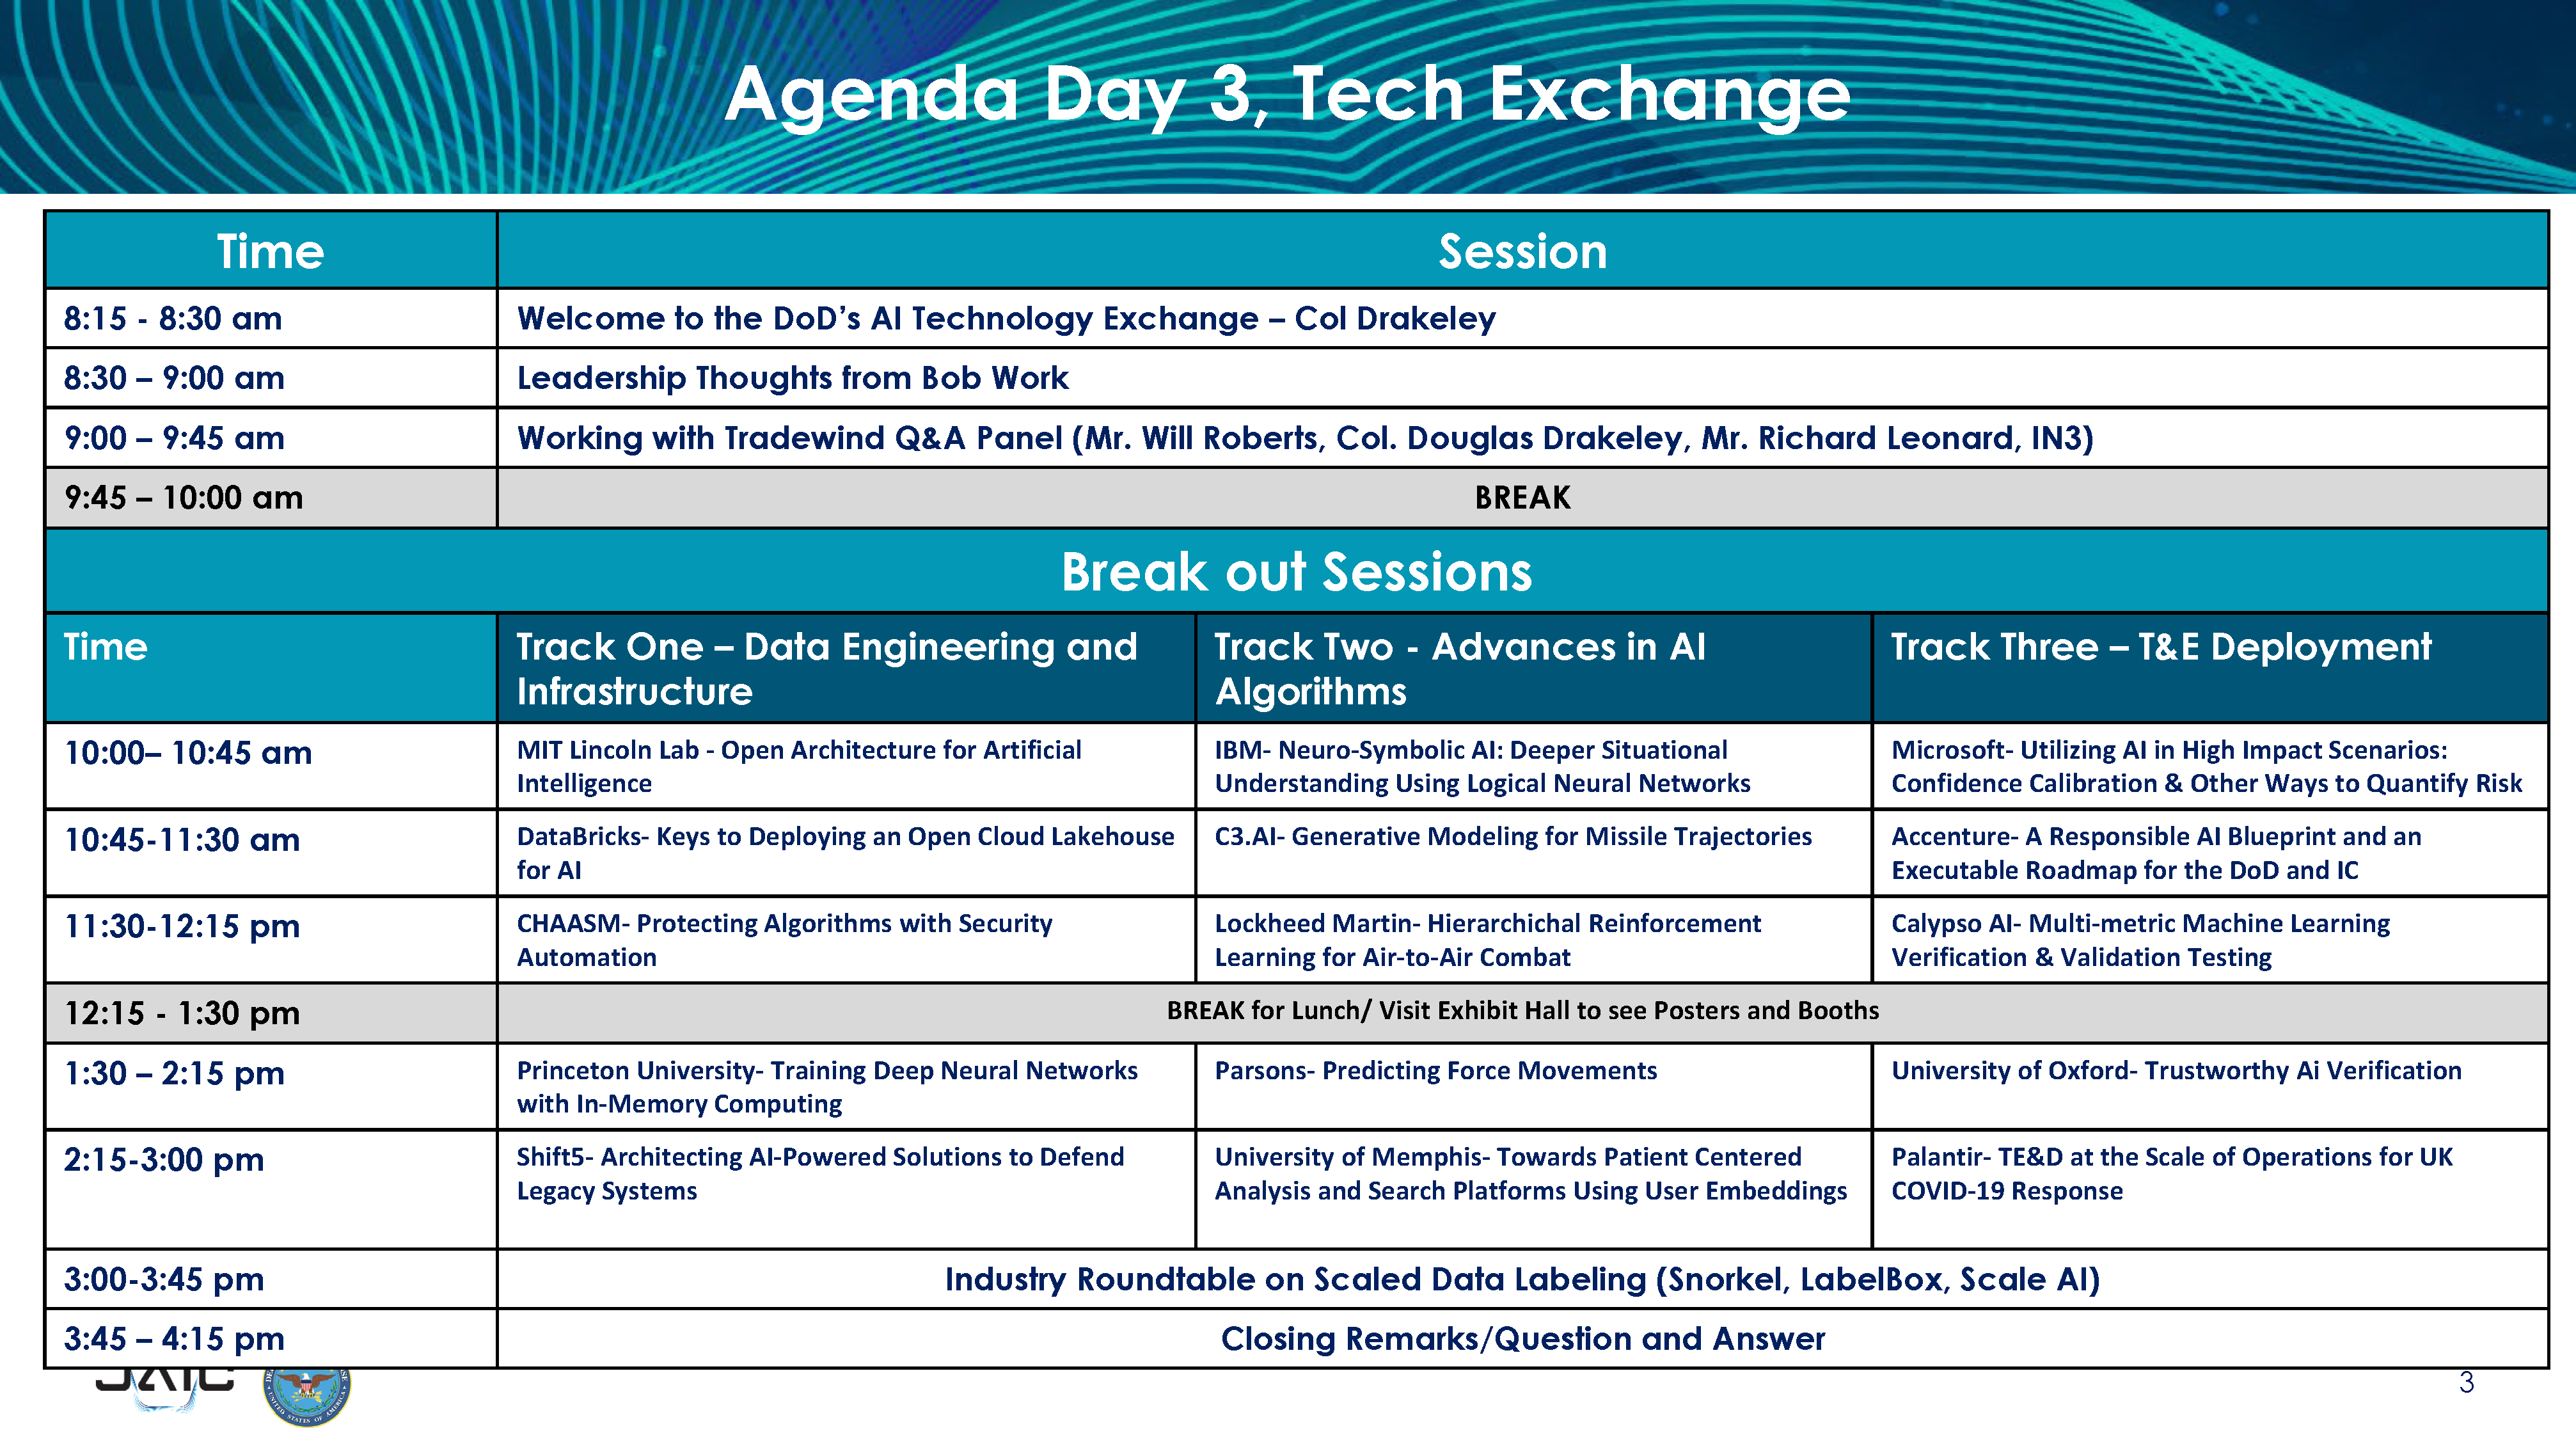 Agenda Day 3, Tech Exchange
Time
Session
8:15 - 8:30 am
Welcome to the DoD’s AI Technology Exchange – Col Drakeley
8:30 – 9:00 am
Leadership Thoughts from Bob Work
9:00 – 9:45 am
Working with Tradewind Q&A Panel (Mr. Will Roberts, Col. Douglas Drakeley, Mr. Richard Leonard, IN3)
9:45 – 10:00 am
BREAK
Break out Sessions
Time
Track One – Data Engineering and
Infrastructure
Track Two - Advances in AI
Algorithms
Track Three – T&E Deployment
10:00– 10:45 am
MIT Lincoln Lab - Open Architecture for Artificial
Intelligence
IBM- Neuro-Symbolic AI: Deeper Situational
Understanding Using Logical Neural Networks
Microsoft- Utilizing AI in High Impact Scenarios:
Confidence Calibration & Other Ways to Quantify Risk
10:45-11:30 am
DataBricks- Keys to Deploying an Open Cloud Lakehouse
for AI
C3.AI- Generative Modeling for Missile Trajectories
Accenture- A Responsible AI Blueprint and an
Executable Roadmap for the DoD and IC
11:30-12:15 pm
CHAASM- Protecting Algorithms with Security
Automation
Lockheed Martin- Hierarchichal Reinforcement
Learning for Air-to-Air Combat
Calypso AI- Multi-metric Machine Learning
Verification & Validation Testing
12:15 - 1:30 pm
BREAK for Lunch/ Visit Exhibit Hall to see Posters and Booths
1:30 – 2:15 pm
Princeton University- Training Deep Neural Networks
with In-Memory Computing
Parsons- Predicting Force Movements
University of Oxford- Trustworthy Ai Verification
2:15-3:00 pm
Shift5- Architecting AI-Powered Solutions to Defend
Legacy Systems
University of Memphis- Towards Patient Centered
Analysis and Search Platforms Using User Embeddings
Palantir- TE&D at the Scale of Operations for UK
COVID-19 Response
3:00-3:45 pm
Industry Roundtable on Scaled Data Labeling (Snorkel, LabelBox, Scale AI)
3:45 – 4:15 pm
Closing Remarks/Question and Answer
JAIC
UNITED STATES OF AMERICA
3